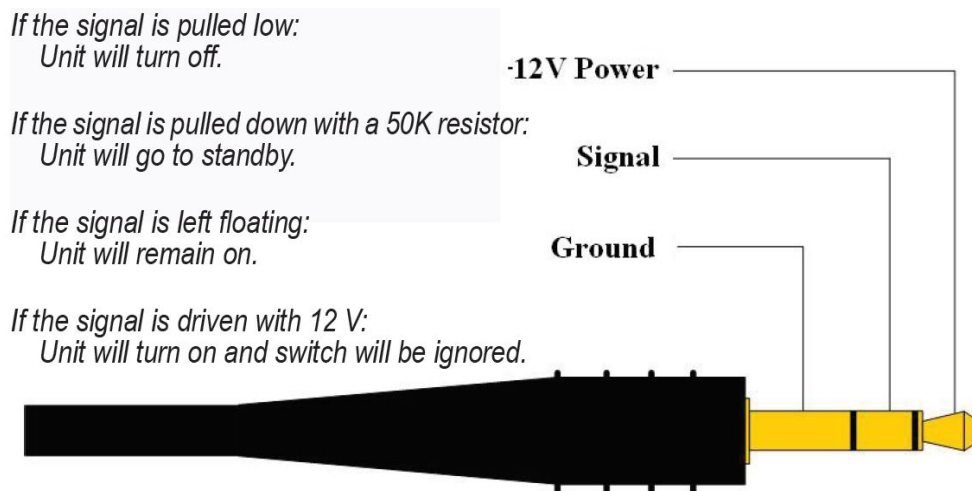 If the signal is pulled low:
Unit will turn off.
If the signal is pulled down with a 50K resistor:
Unit will go to standby.
If the signal is left floating:
Unit will remain on.
If the signal is driven with 12 V:
Unit will turn on and switch will be ignored.
-12V Power
Signal
Ground